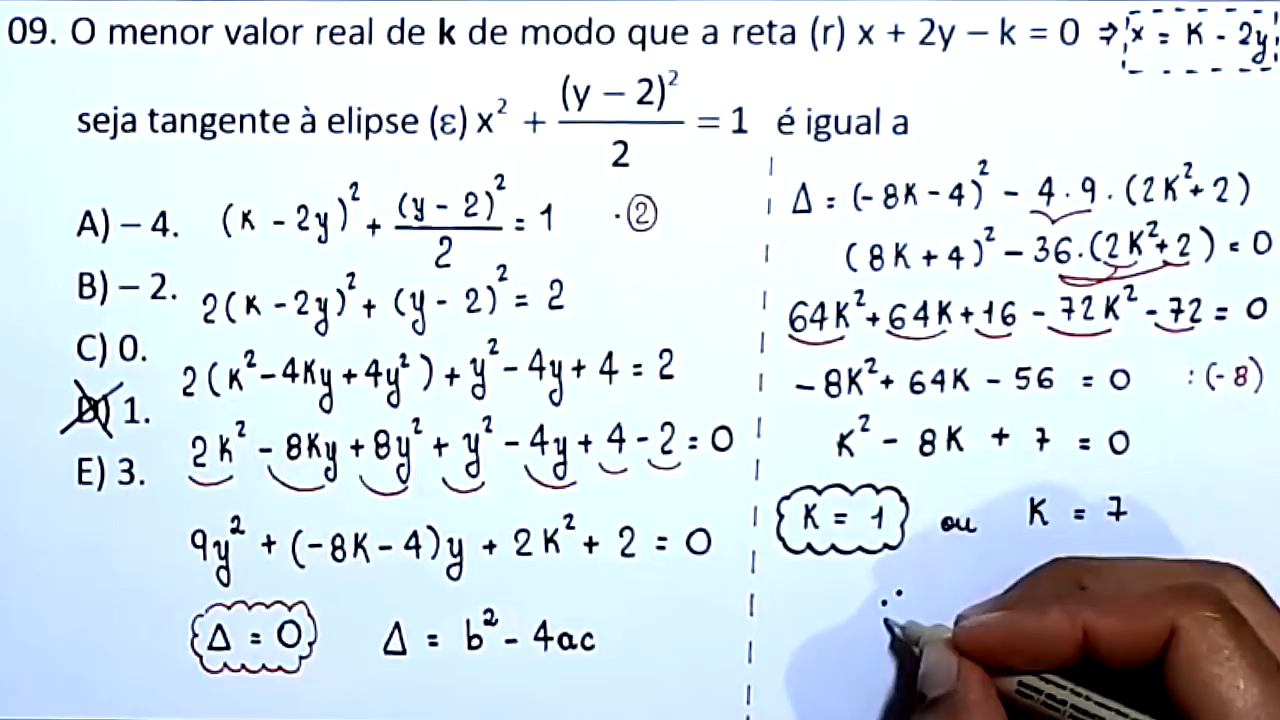 09. O menor valor real de k de modo que a reta (r) x + 2y – k = 0 ⇒ x = K - 2y
seja tangente à elipse (ε) x² + (y – 2)²/2 = 1 é igual a
A) – 4.
B) – 2.
C) 0.
D) 1.
E) 3.
(K - 2y)² + (y - 2)²/2 = 1 ·②
2(K - 2y)² + (y - 2)² = 2
2(K² - 4Ky + 4y²) + y² - 4y + 4 = 2
2K² - 8Ky + 8y² + y² - 4y + 4 - 2 = 0
9y² + (-8K - 4)y + 2K² + 2 = 0
Δ = 0 Δ = b² - 4ac
Δ = (-8K - 4)² - 4 · 9 · (2K² + 2)
(8K + 4)² - 36 · (2K² + 2) = 0
64K² + 64K + 16 - 72K² - 72 = 0
- 8K² + 64K - 56 = 0 : (-8)
K² - 8K + 7 = 0
K = 1 ou K = 7